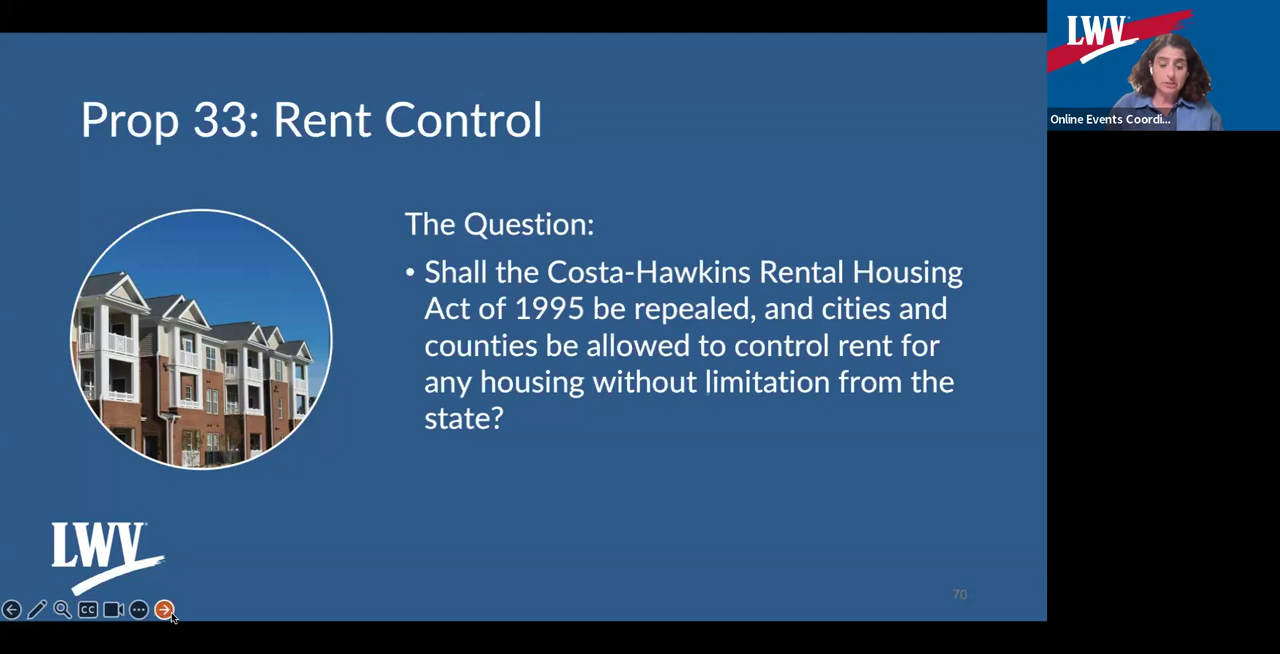 Prop 33: Rent Control
The Question:
• Shall the Costa-Hawkins Rental Housing
Act of 1995 be repealed, and cities and
counties be allowed to control rent for
any housing without limitation from the
state?
LWV
CC
70
LWV
Online Events Coordi...